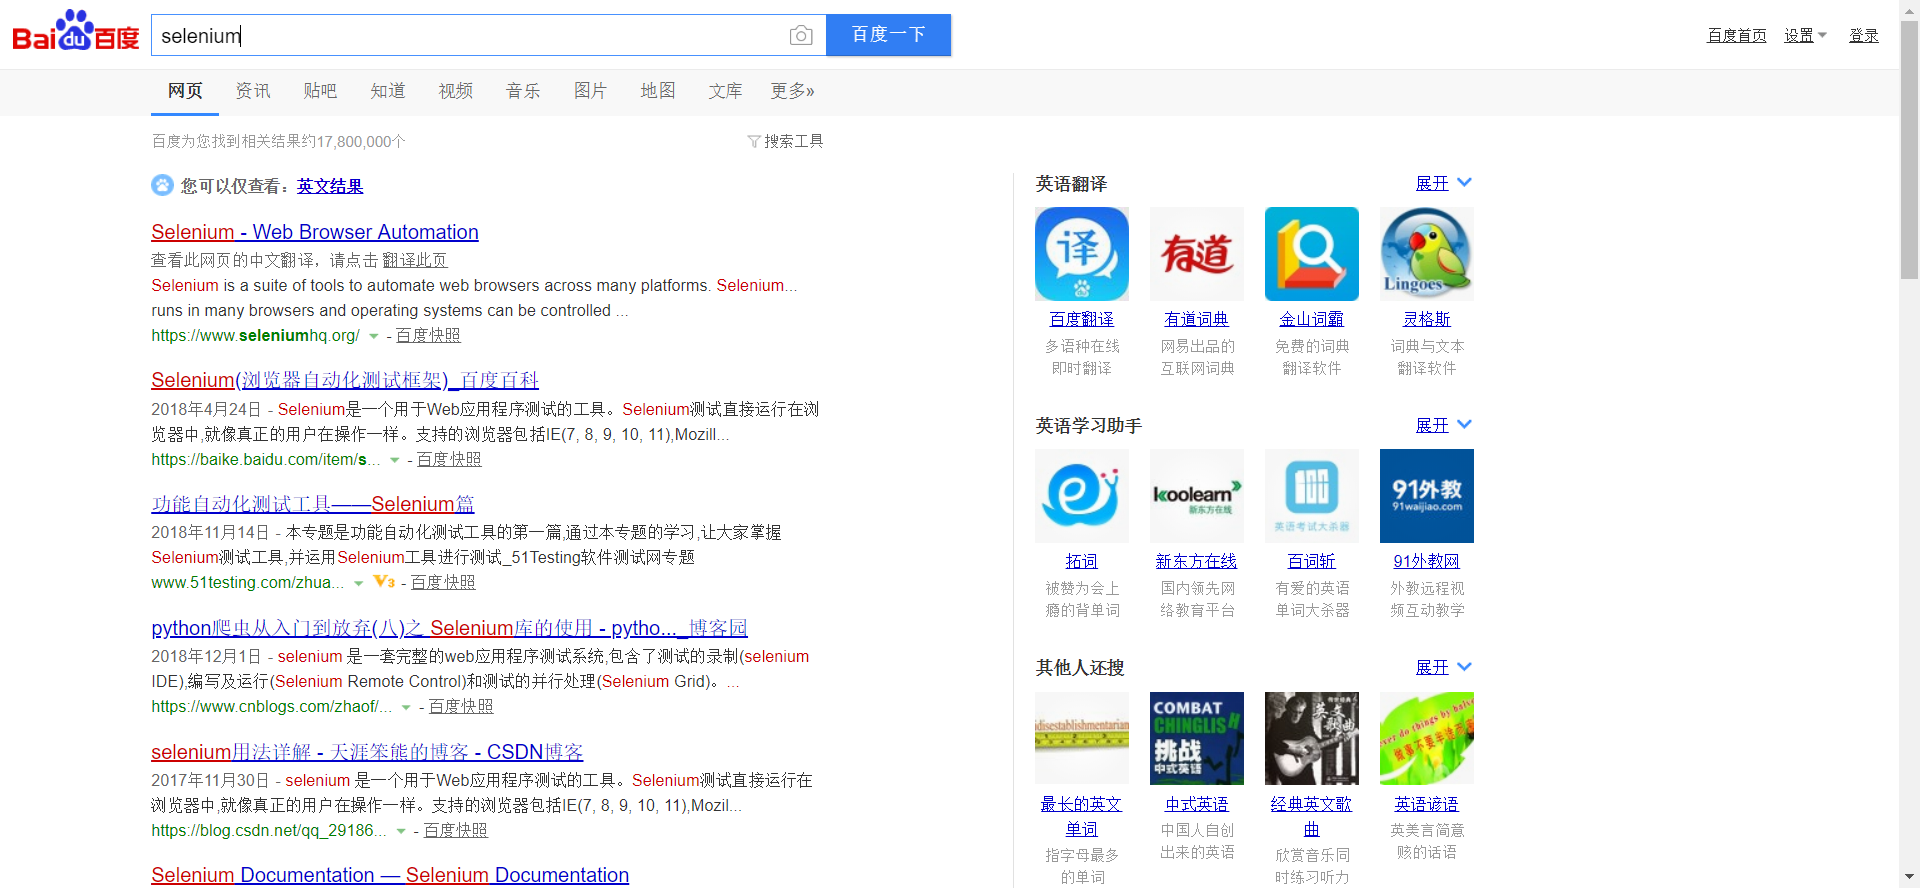 Baidu百度
selenium
百度一下
百度首页 设置 登录
网页 资讯 贴吧 知道 视频 音乐 图片 地图 文库 更多»
百度为您找到相关结果约17,800,000个
搜索工具
您可以仅查看：英文结果
Selenium - Web Browser Automation
查看此网页的中文翻译，请点击 翻译此页
Selenium is a suite of tools to automate web browsers across many platforms. Selenium...
runs in many browsers and operating systems can be controlled ...
https://www.seleniumhq.org/ - 百度快照
Selenium(浏览器自动化测试框架)_百度百科
2018年4月24日 - Selenium是一个用于Web应用程序测试的工具。Selenium测试直接运行在浏
览器中,就像真正的用户在操作一样。支持的浏览器包括IE(7, 8, 9, 10, 11),Mozill...
https://baike.baidu.com/item/s... - 百度快照
功能自动化测试工具——Selenium篇
2018年11月14日 - 本专题是功能自动化测试工具的第一篇,通过本专题的学习,让大家掌握
Selenium测试工具,并运用Selenium工具进行测试_51Testing软件测试网专题
www.51testing.com/zhua... V3 - 百度快照
python爬虫从入门到放弃(八)之 Selenium库的使用 - pytho..._博客园
2018年12月1日 - selenium 是一套完整的web应用程序测试系统,包含了测试的录制(selenium
IDE),编写及运行(Selenium Remote Control)和测试的并行处理(Selenium Grid)。...
https://www.cnblogs.com/zhaof/... - 百度快照
selenium用法详解 - 天涯笨熊的博客 - CSDN博客
2017年11月30日 - selenium 是一个用于Web应用程序测试的工具。Selenium测试直接运行在
浏览器中,就像真正的用户在操作一样。支持的浏览器包括IE(7, 8, 9, 10, 11),Mozil...
https://blog.csdn.net/qq_29186... - 百度快照
Selenium Documentation — Selenium Documentation
英语翻译 展开
译 有道 Lingoes
百度翻译 有道词典 金山词霸 灵格斯
多语种在线 网易出品的 免费的词典 词典与文本
即时翻译 互联网词典 翻译软件 翻译软件
英语学习助手 展开
koolearn 新东方在线
100 英语考试大杀器
91外教 91waijiao.com
拓词 新东方在线 百词斩 91外教网
被赞为会上 国内领先网 有爱的英语 外教远程视
瘾的背单词 络教育平台 单词大杀器 频互动教学
其他人还搜 展开
disestablishmentarian
COMBAT
CHINGLISH
挑战
中式英语
英文歌曲
ever do things by halves
做事不要半途而废
最长的英文 中式英语 经典英文歌 英语谚语
单词 曲
指字母最多 中国人自创 欣赏音乐同 英美言简意
的单词 出来的英语 时练习听力 赅的话语